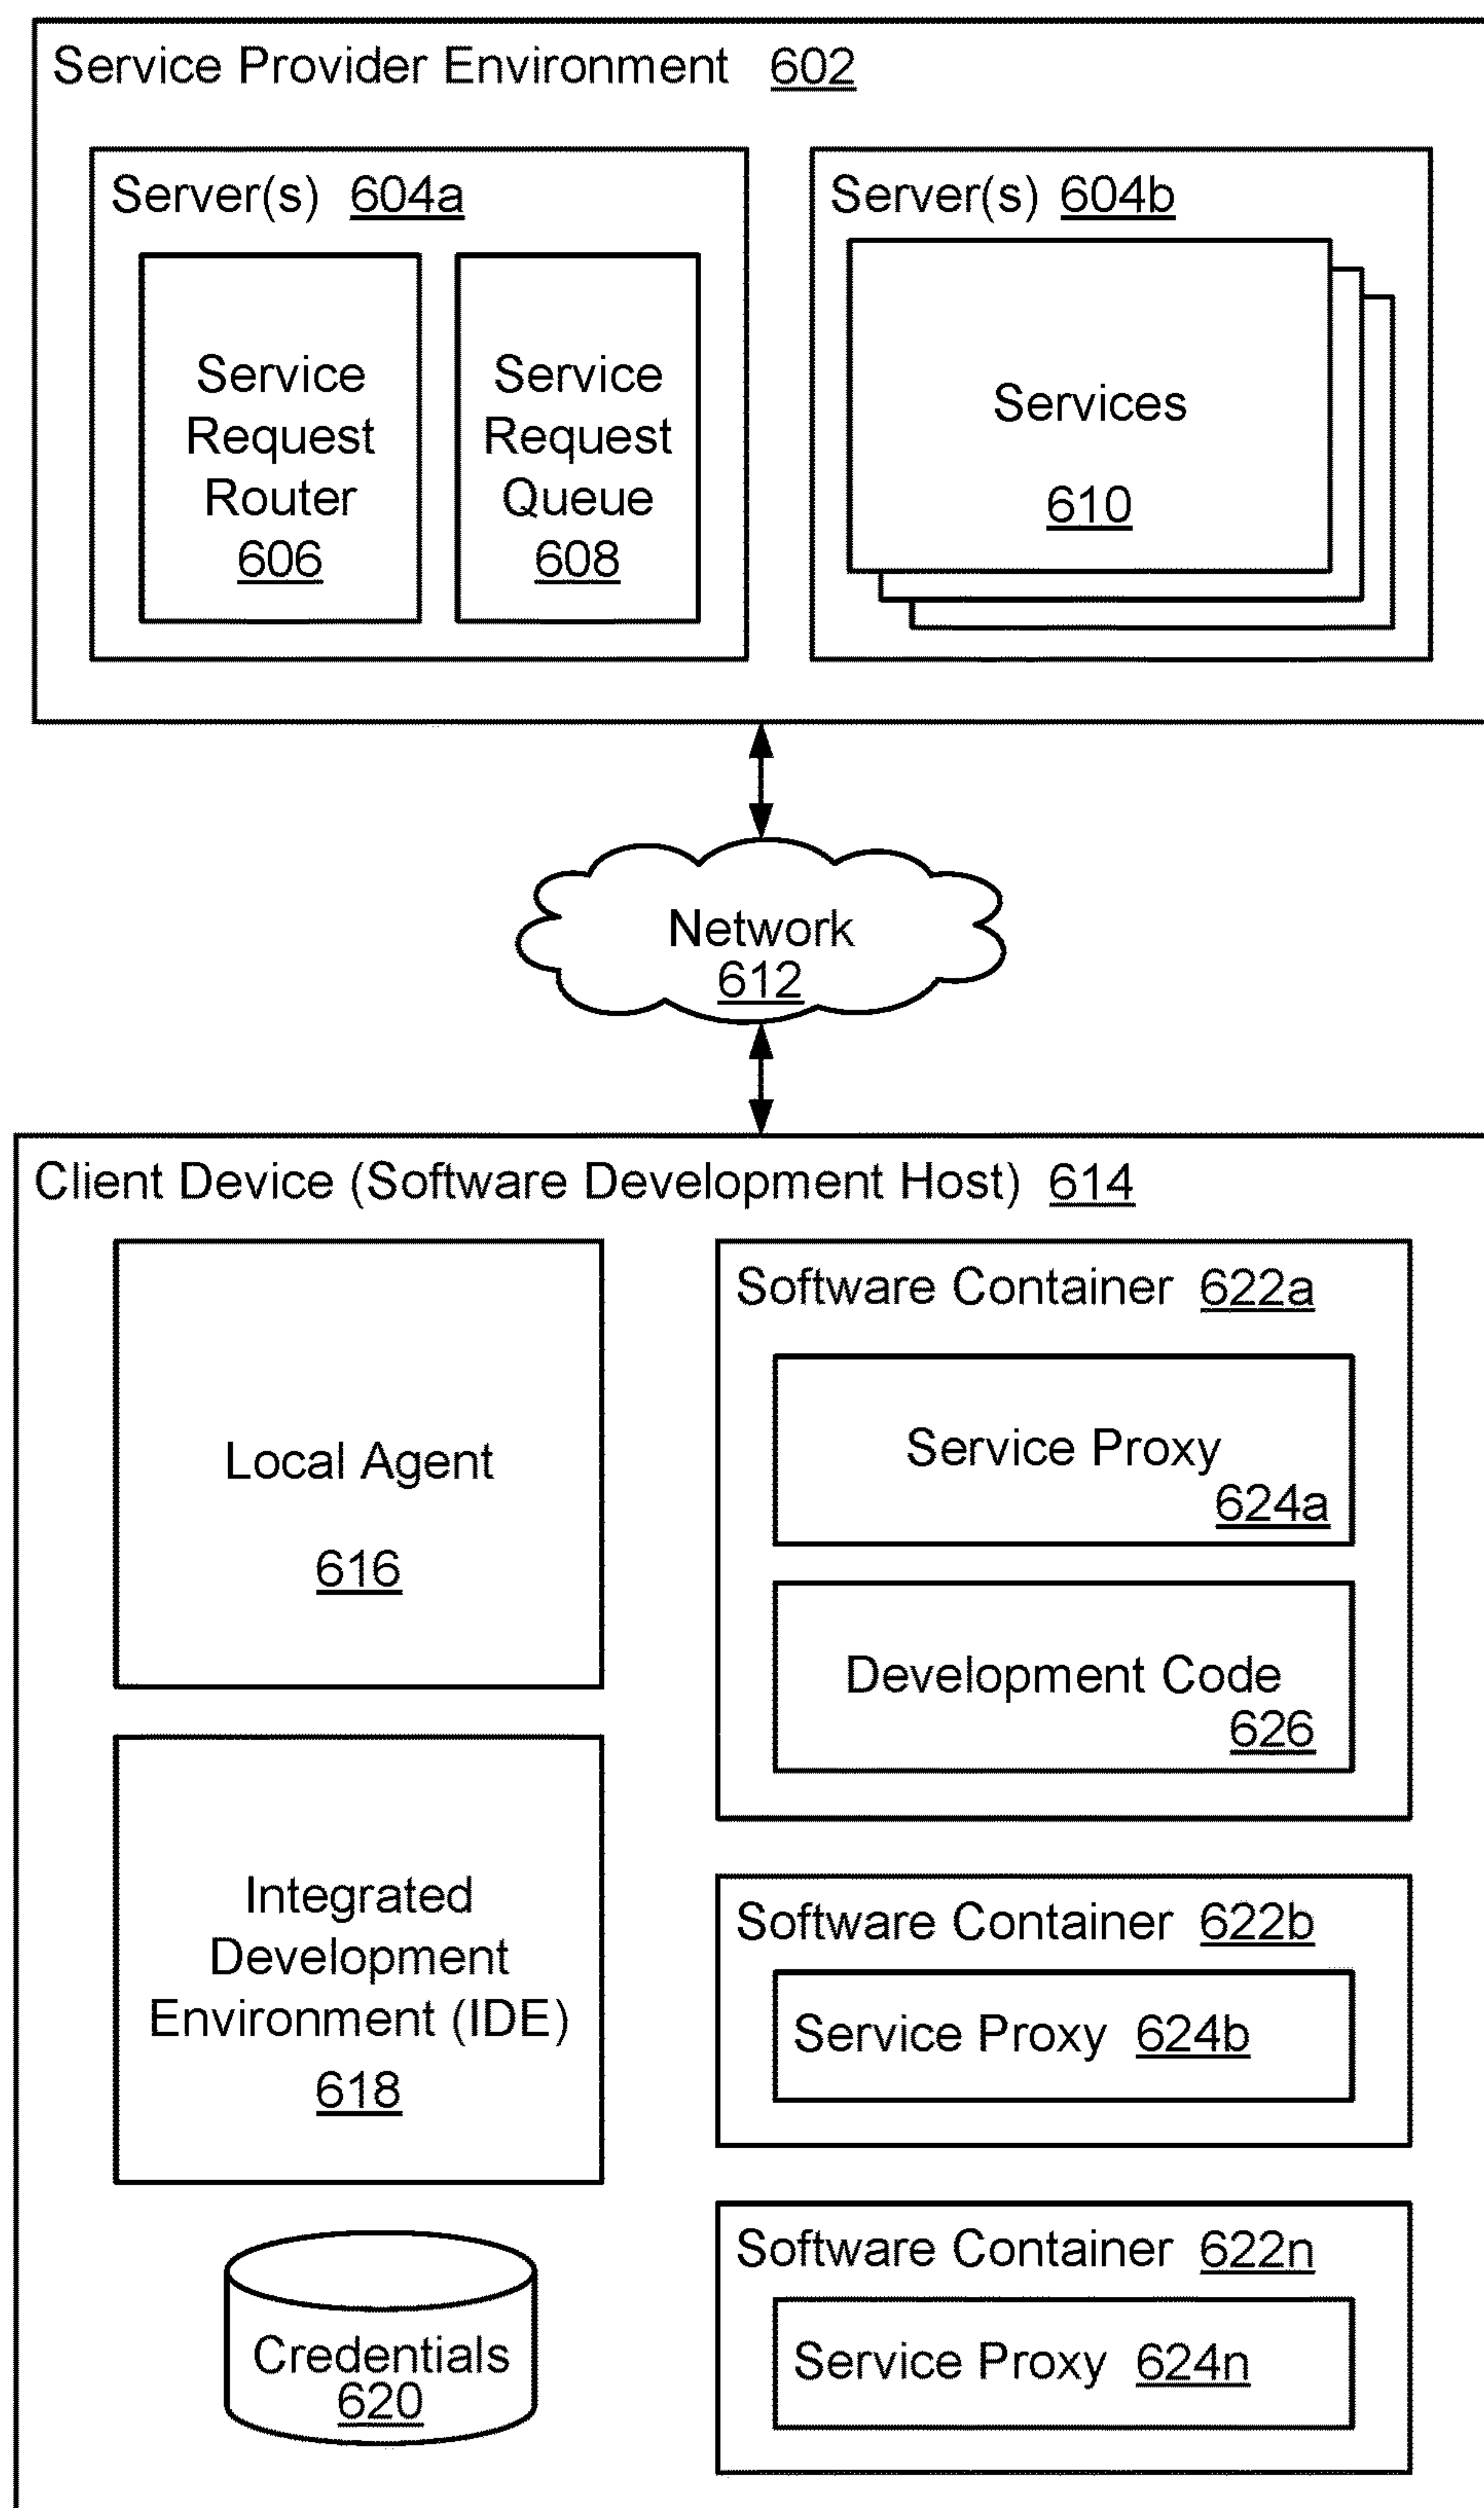 Service Provider Environment 602
Server(s) 604a
Service
Request
Router
606
Service
Request
Queue
608
Server(s) 604b
Services
610
Network
612
Client Device (Software Development Host) 614
Local Agent
616
Integrated
Development
Environment (IDE)
618
Credentials
620
Software Container 622a
Service Proxy
624a
Development Code
626
Software Container 622b
Service Proxy 624b
Software Container 622n
Service Proxy 624n